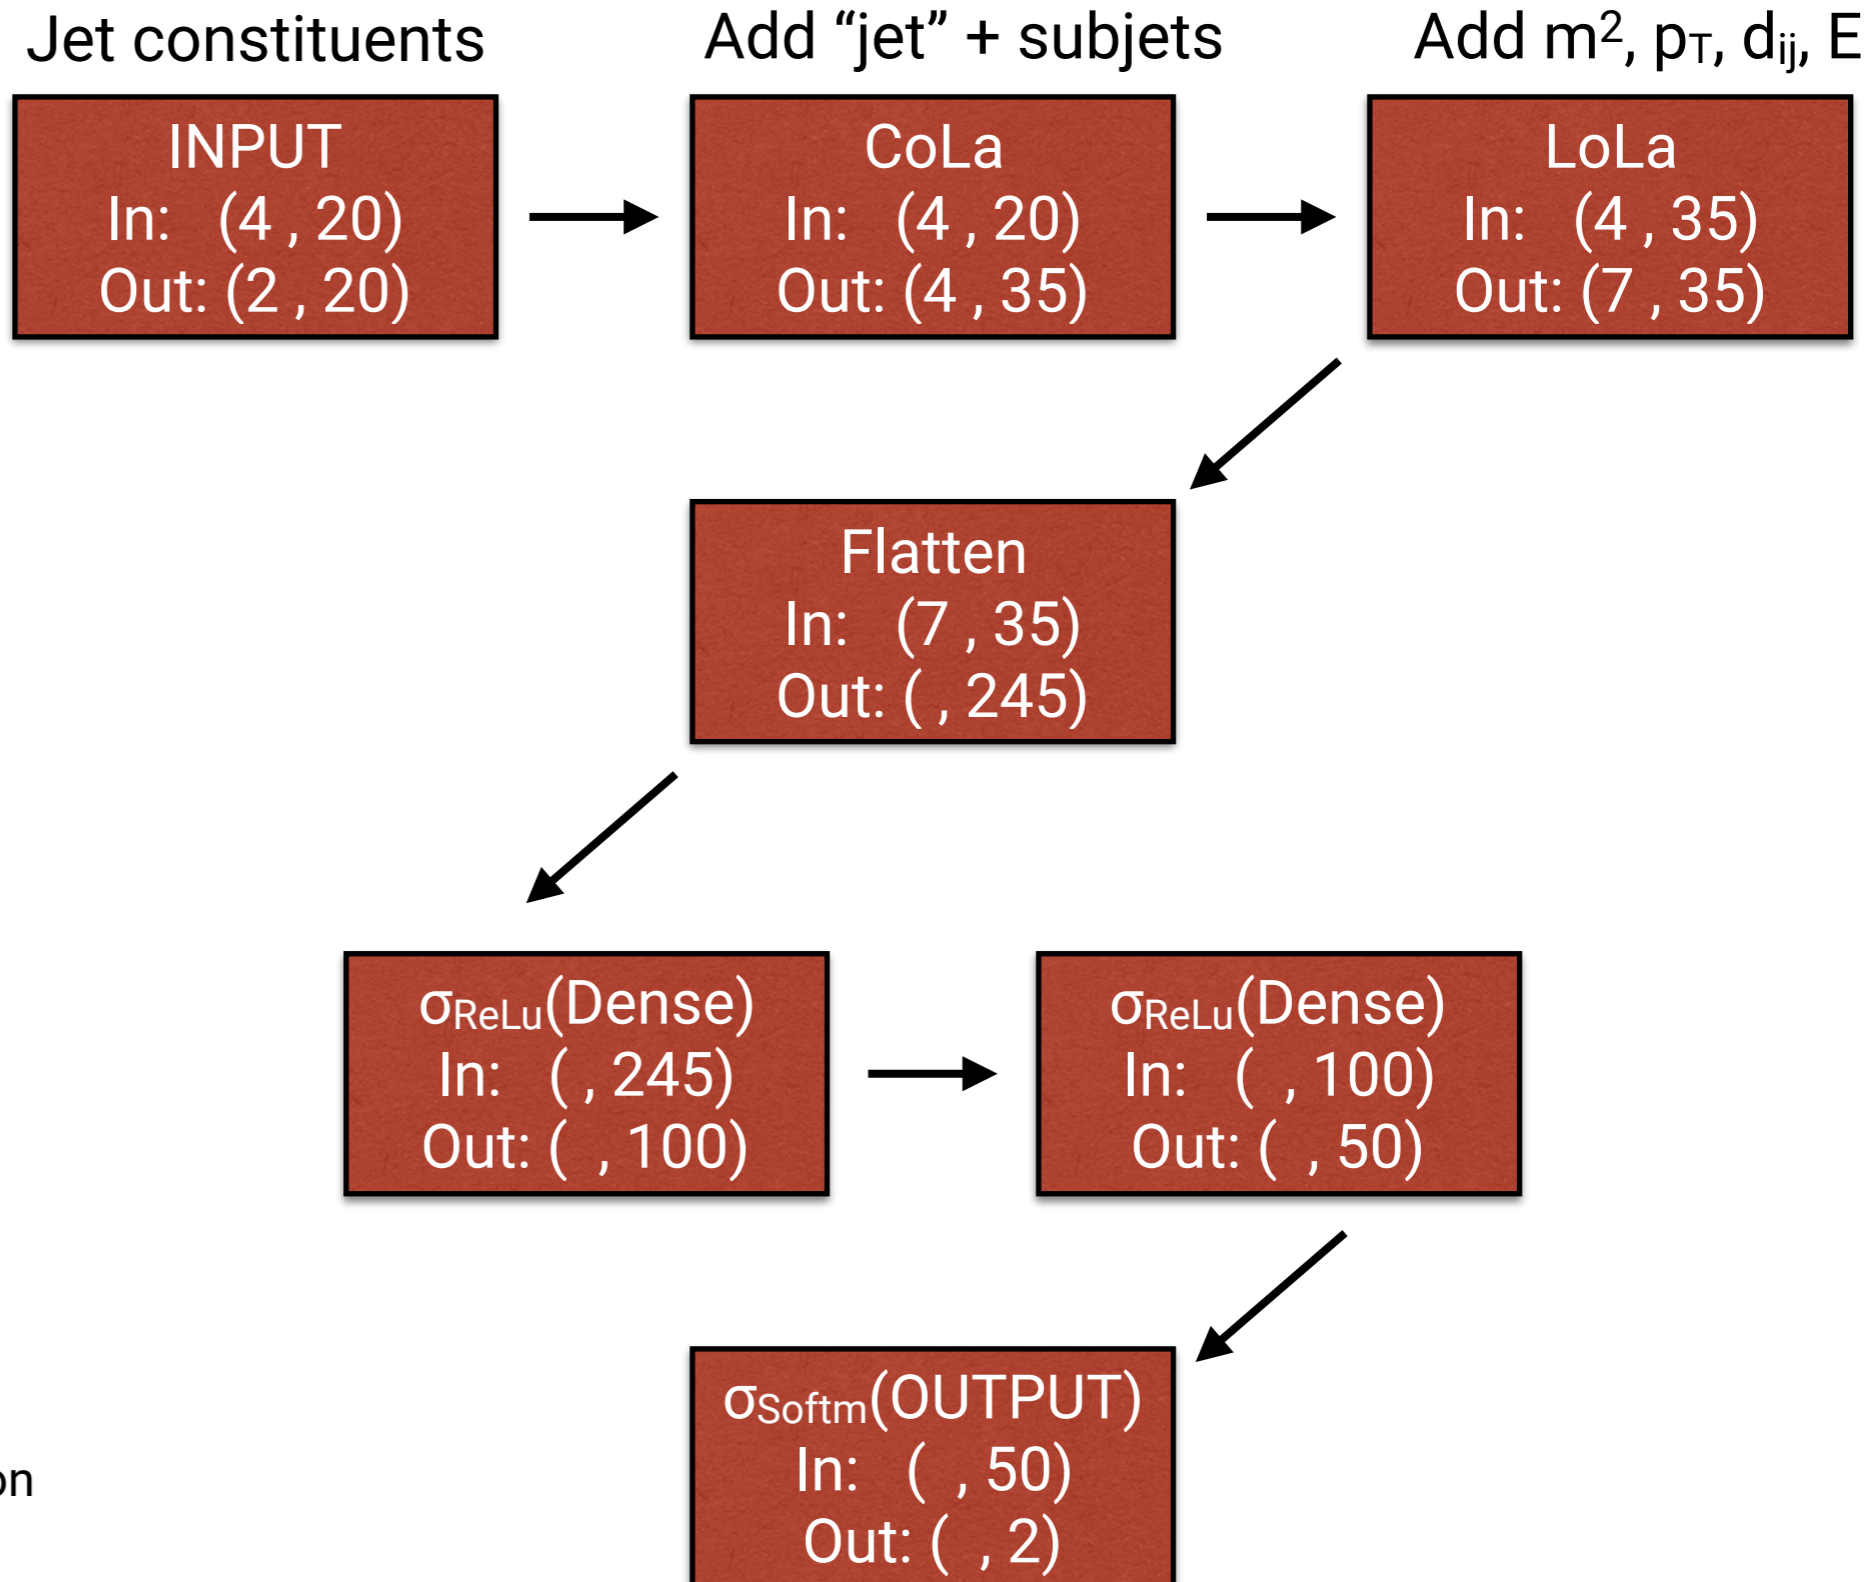 Jet constituents
Add “jet” + subjets
Add m², pT, dij, E
INPUT
In: (4 , 20)
Out: (2 , 20)
CoLa
In: (4 , 20)
Out: (4 , 35)
LoLa
In: (4 , 35)
Out: (7 , 35)
Flatten
In: (7 , 35)
Out: ( , 245)
σReLu(Dense)
In: ( , 245)
Out: ( , 100)
σReLu(Dense)
In: ( , 100)
Out: ( , 50)
σSoftm(OUTPUT)
In: ( , 50)
Out: ( , 2)
on